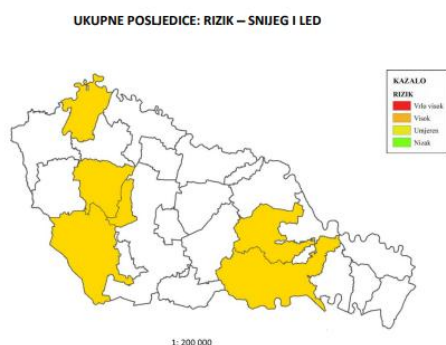 UKUPNE POSLJEDICE: RIZIK – SNIJEG I LED
KAZALO
RIZIK
Vrlo visok
Visok
Umjeren
Nizak
1: 200 000